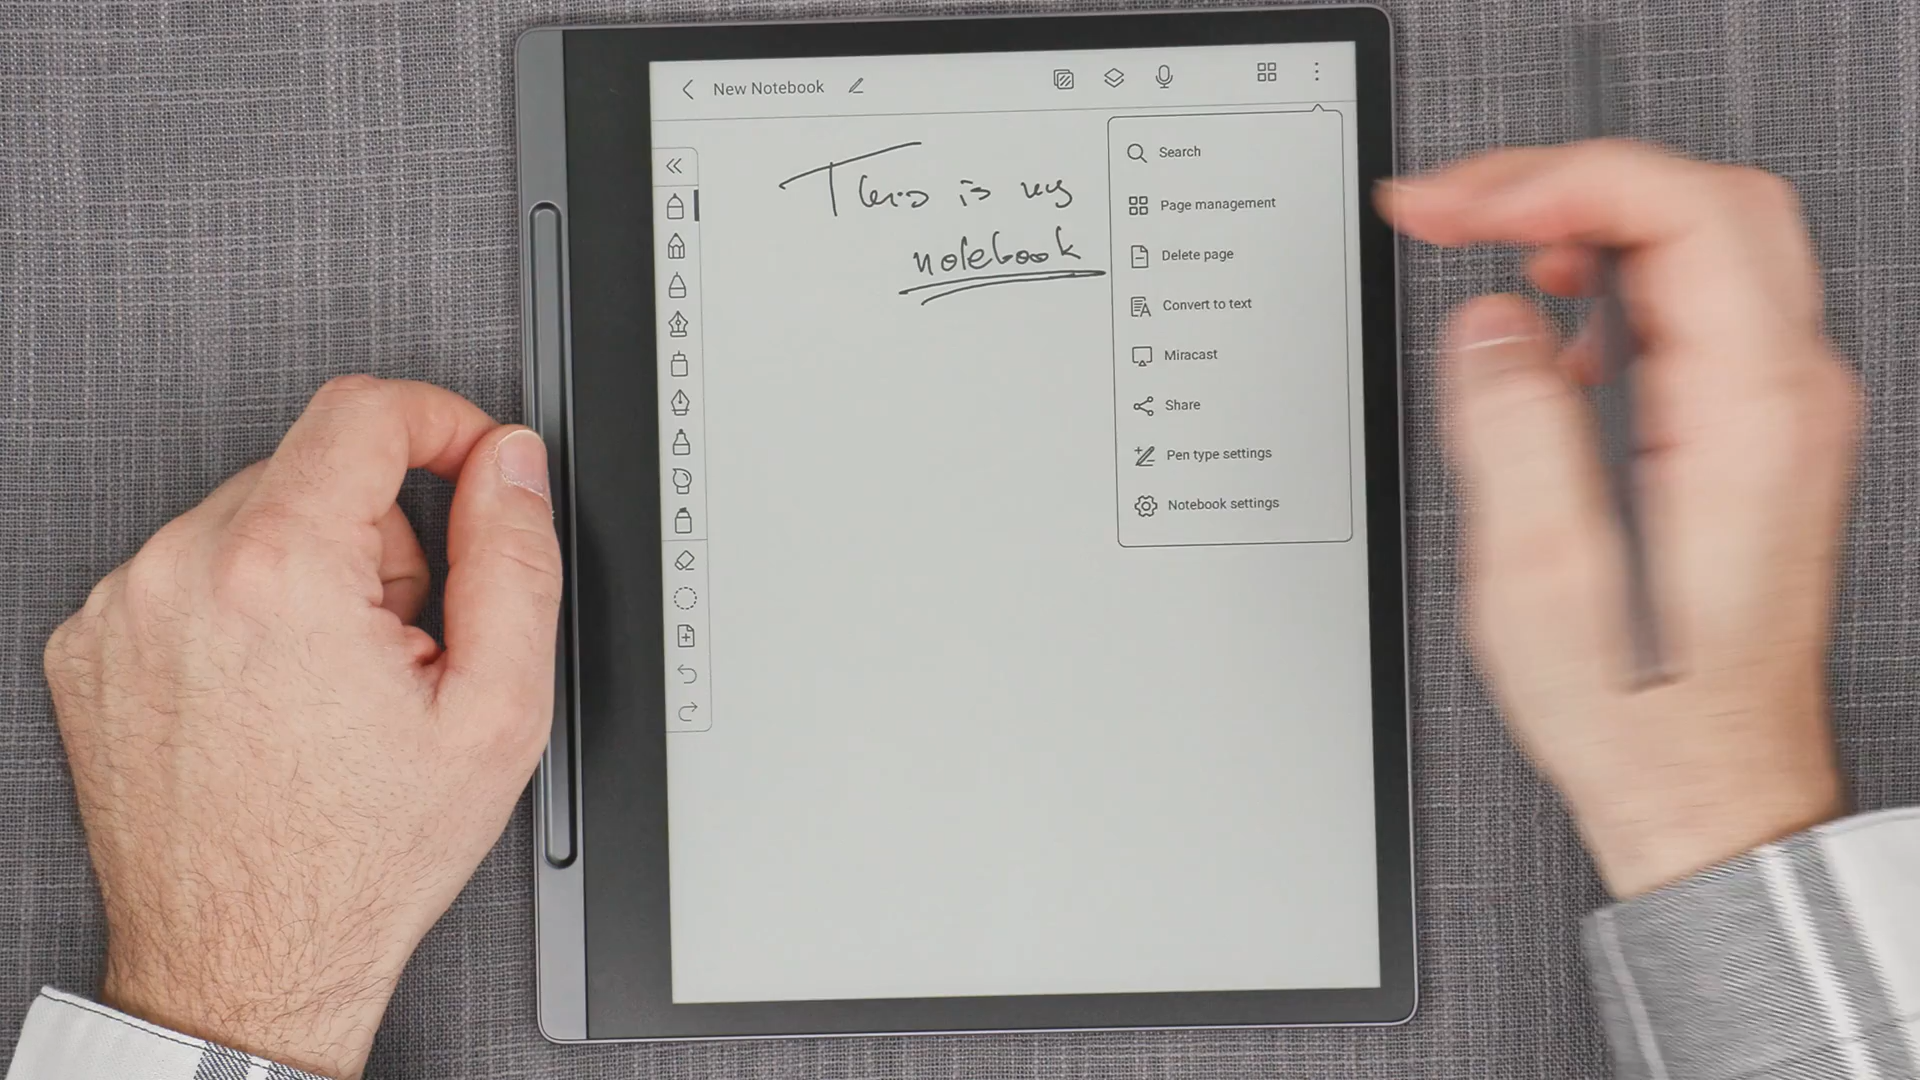 New Notebook
This is my
notebook
Search
Page management
Delete page
Convert to text
Miracast
Share
Pen type settings
Notebook settings